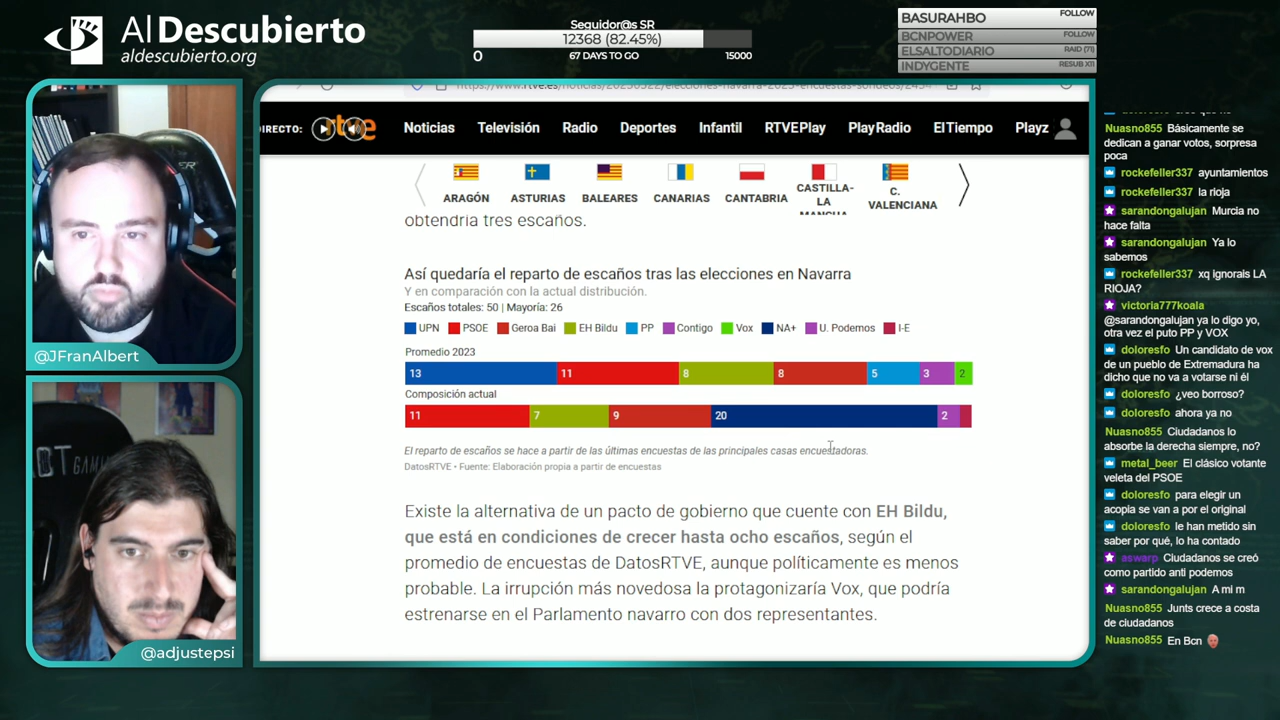 Al Descubierto
aldescubierto.org
Seguidor@s SR
12368 (82.45%)
0
67 DAYS TO GO
15000
BASURAHBO FOLLOW
BCNPOWER FOLLOW
ELSALTODIARIO RAID (71)
INDYGENTE RESUB X11
@JFranAlbert
@adjustepsi
DIRECTO:
rtve
Noticias Televisión Radio Deportes Infantil RTVEPlay PlayRadio ElTiempo Playz
ARAGÓN
ASTURIAS
BALEARES
CANARIAS
CANTABRIA
CASTILLA-
LA
MANCHA
C.
VALENCIANA
obtendría tres escaños.
Así quedaría el reparto de escaños tras las elecciones en Navarra
Y en comparación con la actual distribución.
Escaños totales: 50 | Mayoría: 26
UPN PSOE Geroa Bai EH Bildu PP Contigo Vox NA+ U. Podemos I-E
Promedio 2023
13 11 8 8 5 3 2
Composición actual
11 7 9 20 2
El reparto de escaños se hace a partir de las últimas encuestas de las principales casas encuestadoras.
DatosRTVE • Fuente: Elaboración propia a partir de encuestas
Existe la alternativa de un pacto de gobierno que cuente con EH Bildu,
que está en condiciones de crecer hasta ocho escaños, según el
promedio de encuestas de DatosRTVE, aunque políticamente es menos
probable. La irrupción más novedosa la protagonizaría Vox, que podría
estrenarse en el Parlamento navarro con dos representantes.
Nuasno855 Básicamente se
dedican a ganar votos, sorpresa
poca
rockefeller337 ayuntamientos
rockefeller337 la rioja
sarandongalujan Murcia no
hace falta
sarandongalujan Ya lo
sabemos
rockefeller337 xq ignorais LA
RIOJA?
victoria777koala
@sarandongalujan ya lo digo yo,
otra vez el puto PP y VOX
doloresfo Un candidato de vox
de un pueblo de Extremadura ha
dicho que no va a votarse ni él
doloresfo ¿veo borroso?
doloresfo ahora ya no
Nuasno855 Ciudadanos lo
absorbe la derecha siempre, no?
metal_beer El clásico votante
veleta del PSOE
doloresfo para elegir un
acopia se van a por el original
doloresfo le han metido sin
saber por qué, lo ha contado
aswarp Ciudadanos se creó
como partido anti podemos
sarandongalujan A mi m
Nuasno855 Junts crece a costa
de ciudadanos
Nuasno855 En Bcn